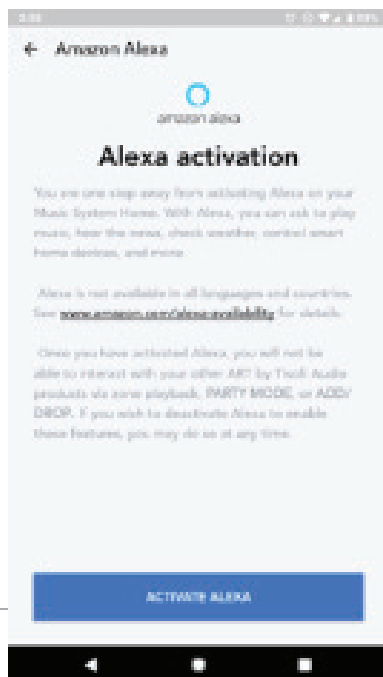 Amazon Alexa
amazon alexa
Alexa activation
You are one step away from activating Alexa on your
Music System Home. With Alexa, you can ask to play
music, hear the news, check weather, control smart
home devices, and more.
Alexa is not available in all languages and countries.
See www.amazon.com/alexa-availability for details.
Once you have activated Alexa, you will not be
able to interact with your other ART by Tivoli Audio
products via zone playback, PARTY MODE, or ADD/
DROP. If you wish to deactivate Alexa to enable
these features, you may do so at any time.
ACTIVATE ALEXA